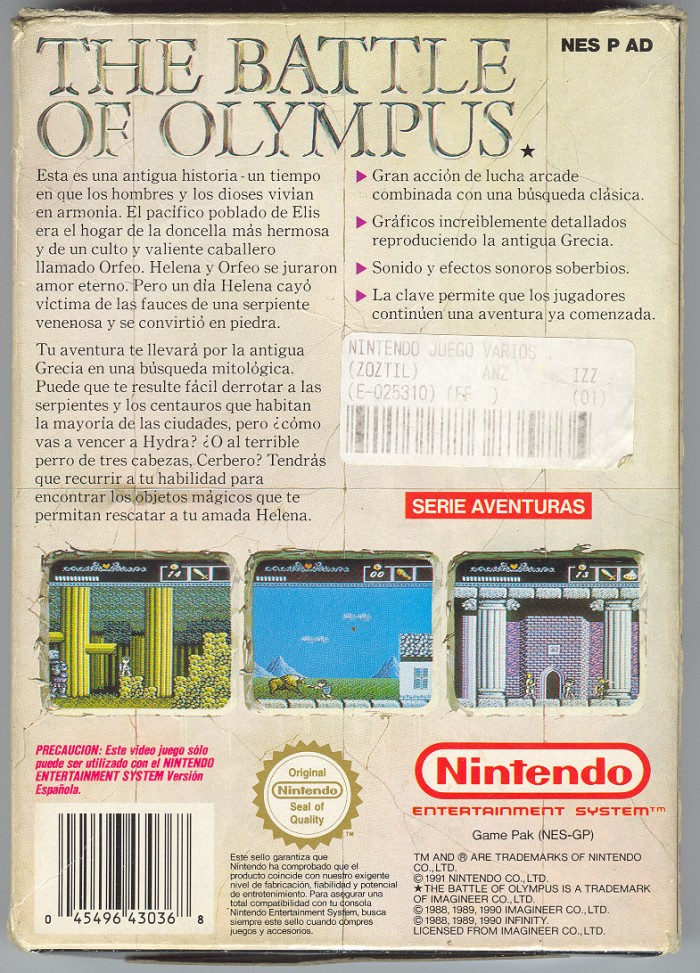 THE BATTLE
OF OLYMPUS.★
NES P AD
Esta es una antigua historia - un tiempo
en que los hombres y los dioses vivían
en armonía. El pacífico poblado de Elis
era el hogar de la doncella más hermosa
y de un culto y valiente caballero
llamado Orfeo. Helena y Orfeo se juraron
amor eterno. Pero un día Helena cayó
víctima de las fauces de una serpiente
venenosa y se convirtió en piedra.
Tu aventura te llevará por la antigua
Grecia en una búsqueda mitológica.
Puede que te resulte fácil derrotar a las
serpientes y los centauros que habitan
la mayoría de las ciudades, pero ¿cómo
vas a vencer a Hydra? ¿O al terrible
perro de tres cabezas, Cerbero? Tendrás
que recurrir a tu habilidad para
encontrar los objetos mágicos que te
permitan rescatar a tu amada Helena.
Gran acción de lucha arcade
combinada con una búsqueda clásica.
Gráficos increiblemente detallados
reproduciendo la antigua Grecia.
Sonido y efectos sonoros soberbios.
La clave permite que los jugadores
continúen una aventura ya comenzada.
NINTENDO JUEGO VARIOS .
(ZOZTIL) ANZ IZZ
(E-025310) (FF ) (01)
SERIE AVENTURAS
14
00
13
PRECAUCION: Este video juego sólo
puede ser utilizado con el NINTENDO
ENTERTAINMENT SYSTEM Versión
Española.
0 45496 43036 8
Original
Nintendo
Seal of
Quality
TM
Este sello garantiza que
Nintendo ha comprobado que el
producto coincide con nuestro exigente
nivel de fabricación, fiabilidad y potencial
de entretenimiento. Para asegurar una
total compatibilidad con tu consola
Nintendo Entertainment System, busca
siempre este sello cuando compres
juegos y accesorios.
Nintendo®
ENTERTAINMENT SYSTEM™
Game Pak (NES-GP)
TM AND ® ARE TRADEMARKS OF NINTENDO
CO., LTD.
© 1991 NINTENDO CO., LTD.
★THE BATTLE OF OLYMPUS IS A TRADEMARK
OF IMAGINEER CO., LTD.
© 1988, 1989, 1990 IMAGINEER CO., LTD.
© 1988, 1989, 1990 INFINITY.
LICENSED FROM IMAGINEER CO., LTD.